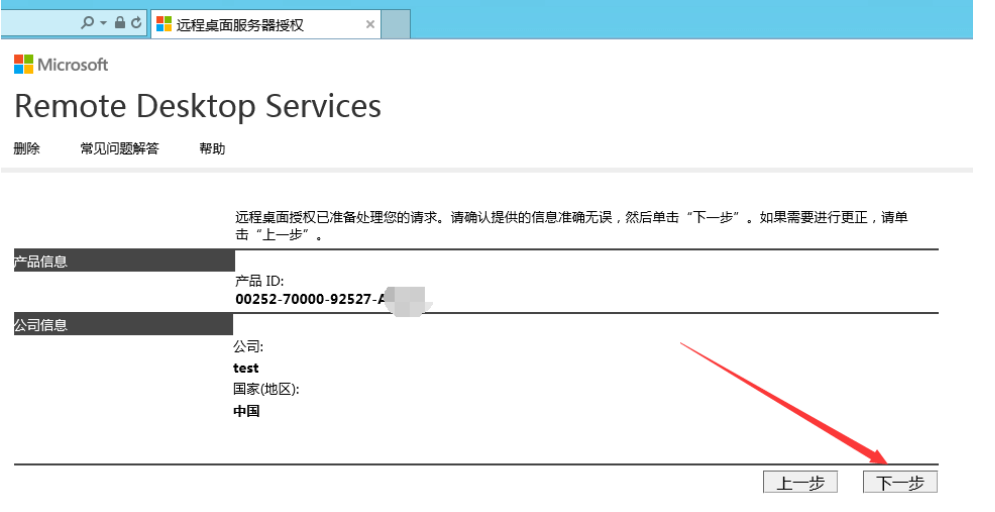 远程桌面服务器授权
Microsoft
Remote Desktop Services
删除 常见问题解答 帮助
远程桌面授权已准备处理您的请求。请确认提供的信息准确无误，然后单击“下一步”。如果需要进行更正，请单
击“上一步”。
产品信息
产品 ID:
00252-70000-92527-A
公司信息
公司:
test
国家(地区):
中国
上一步 下一步